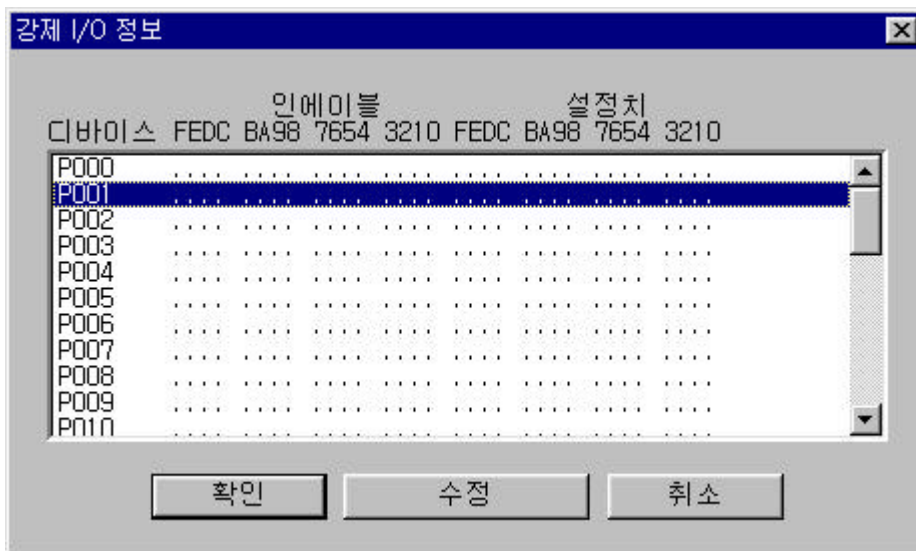 강제 I/O 정보
인에이블 설정치
디바이스 FEDC BA98 7654 3210 FEDC BA98 7654 3210
P000 .... .... .... .... .... .... .... ....
P001 .... .... .... .... .... .... .... ....
P002 .... .... .... .... .... .... .... ....
P003 .... .... .... .... .... .... .... ....
P004 .... .... .... .... .... .... .... ....
P005 .... .... .... .... .... .... .... ....
P006 .... .... .... .... .... .... .... ....
P007 .... .... .... .... .... .... .... ....
P008 .... .... .... .... .... .... .... ....
P009 .... .... .... .... .... .... .... ....
P010 .... .... .... .... .... .... .... ....
확인 수정 취소